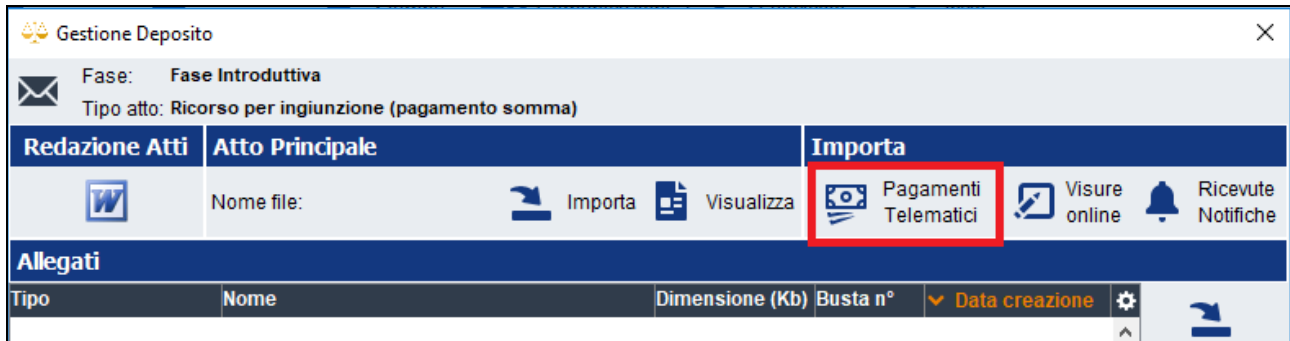 Gestione Deposito
Fase: Fase Introduttiva
Tipo atto: Ricorso per ingiunzione (pagamento somma)
Redazione Atti Atto Principale Importa
Nome file: Importa Visualizza Pagamenti Telematici Visure online Ricevute Notifiche
Allegati
Tipo Nome Dimensione (Kb) Busta n° Data creazione